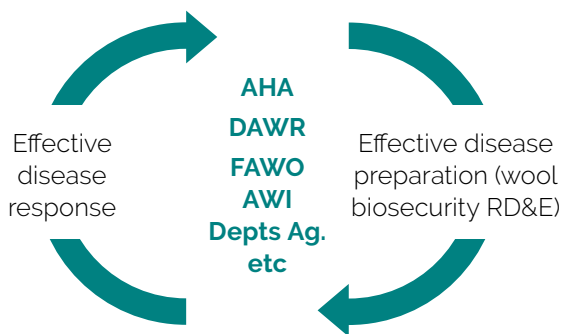 Effective
disease
response
AHA
DAWR
FAWO
AWI
Depts Ag.
etc
Effective disease
preparation (wool
biosecurity RD&E)